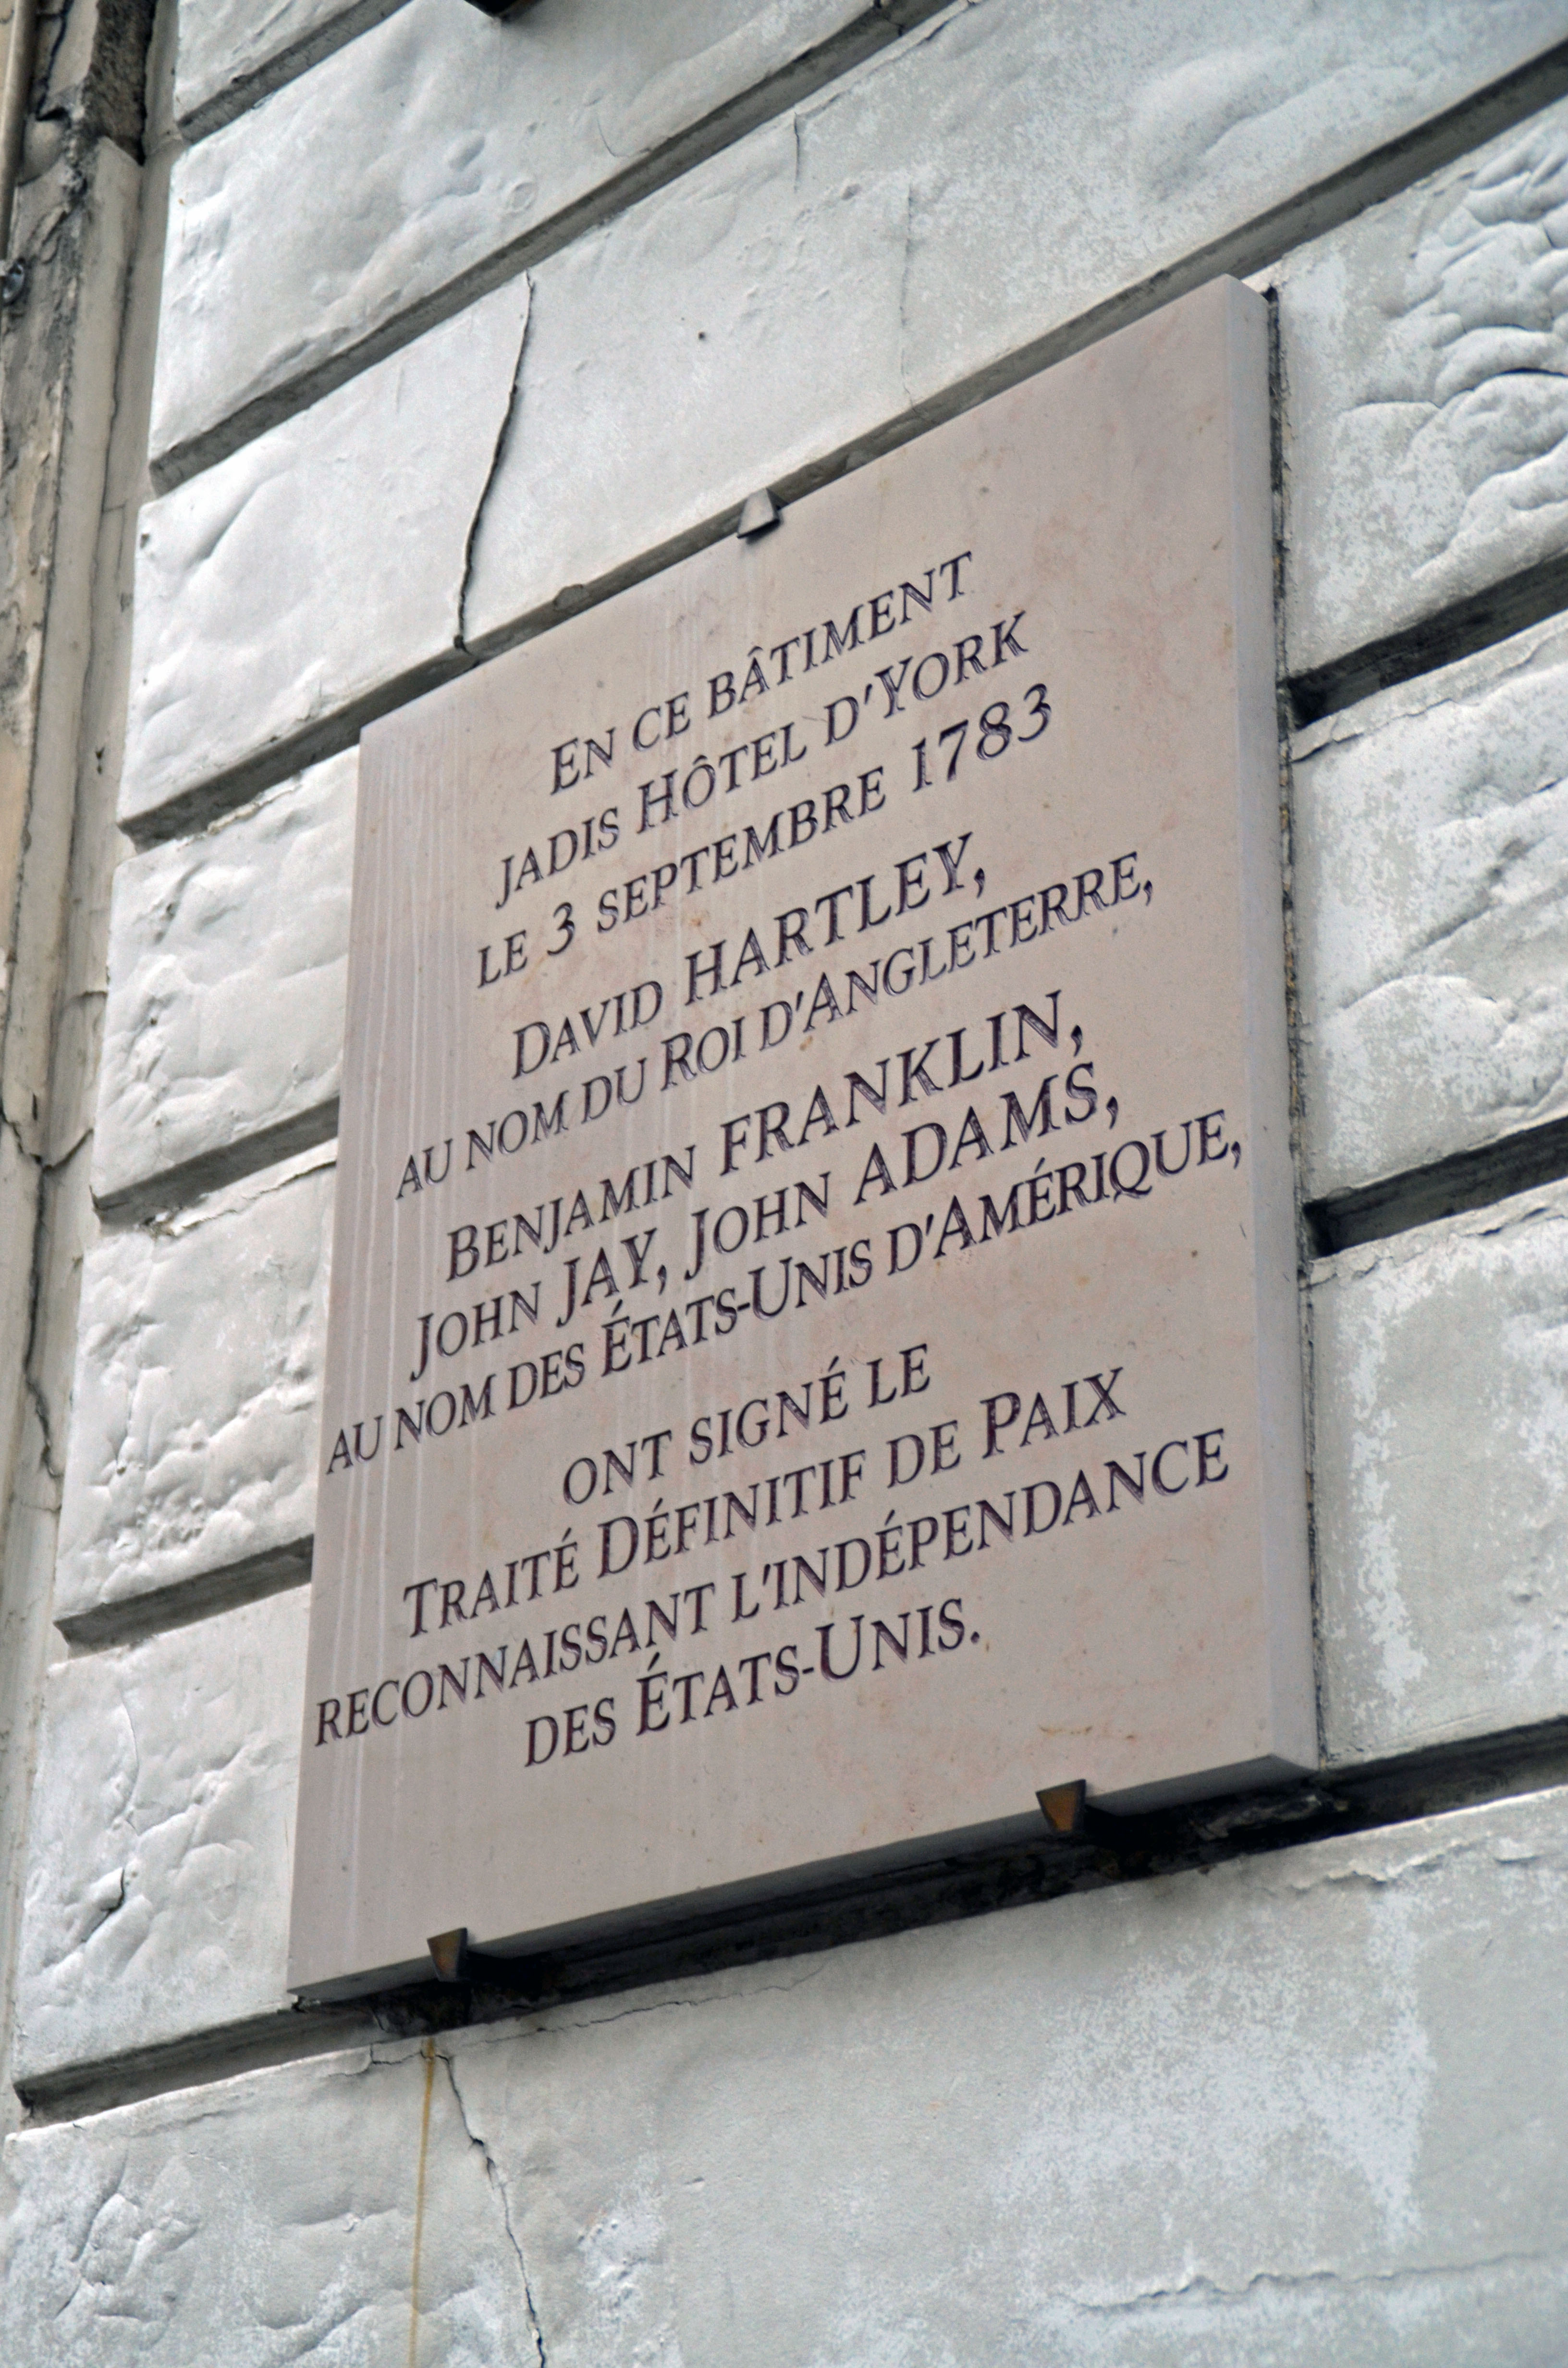 En ce bâtiment
jadis Hôtel d'York
le 3 septembre 1783
David HARTLEY,
au nom du Roi d'Angleterre,
Benjamin FRANKLIN,
John JAY, John ADAMS,
au nom des États-Unis d'Amérique,
ont signé le
Traité Définitif de Paix
reconnaissant l'indépendance
des États-Unis.